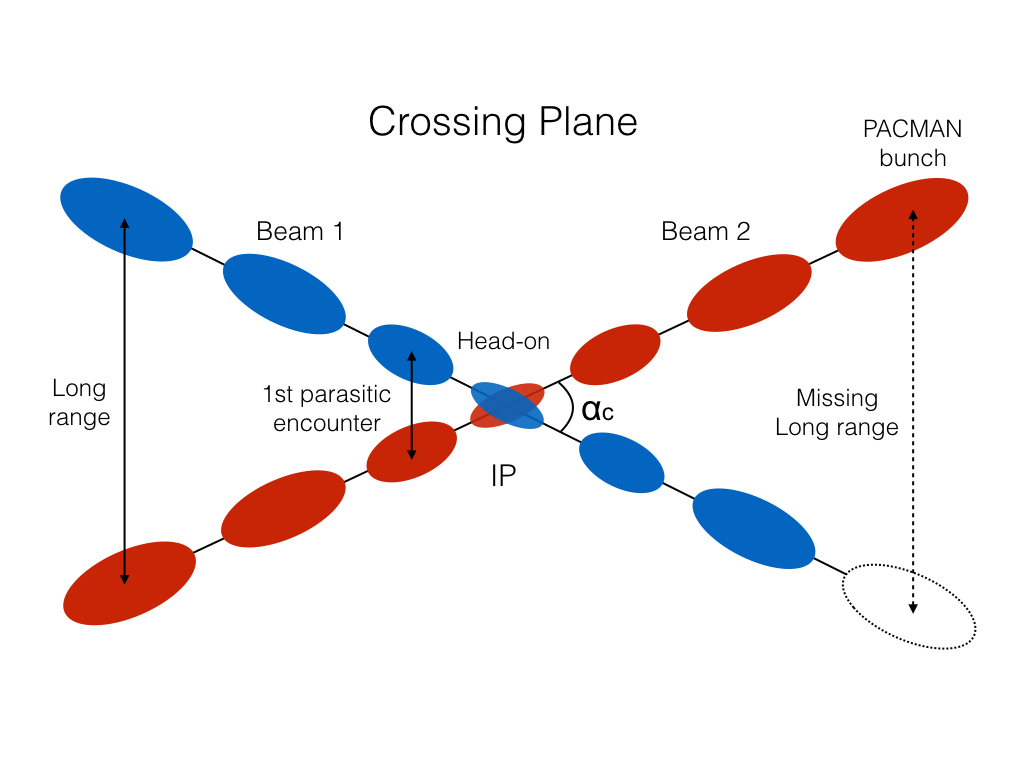 Crossing Plane
PACMAN
bunch
Beam 1
Beam 2
Head-on
Long
range
1st parasitic
encounter
αc
Missing
Long range
IP